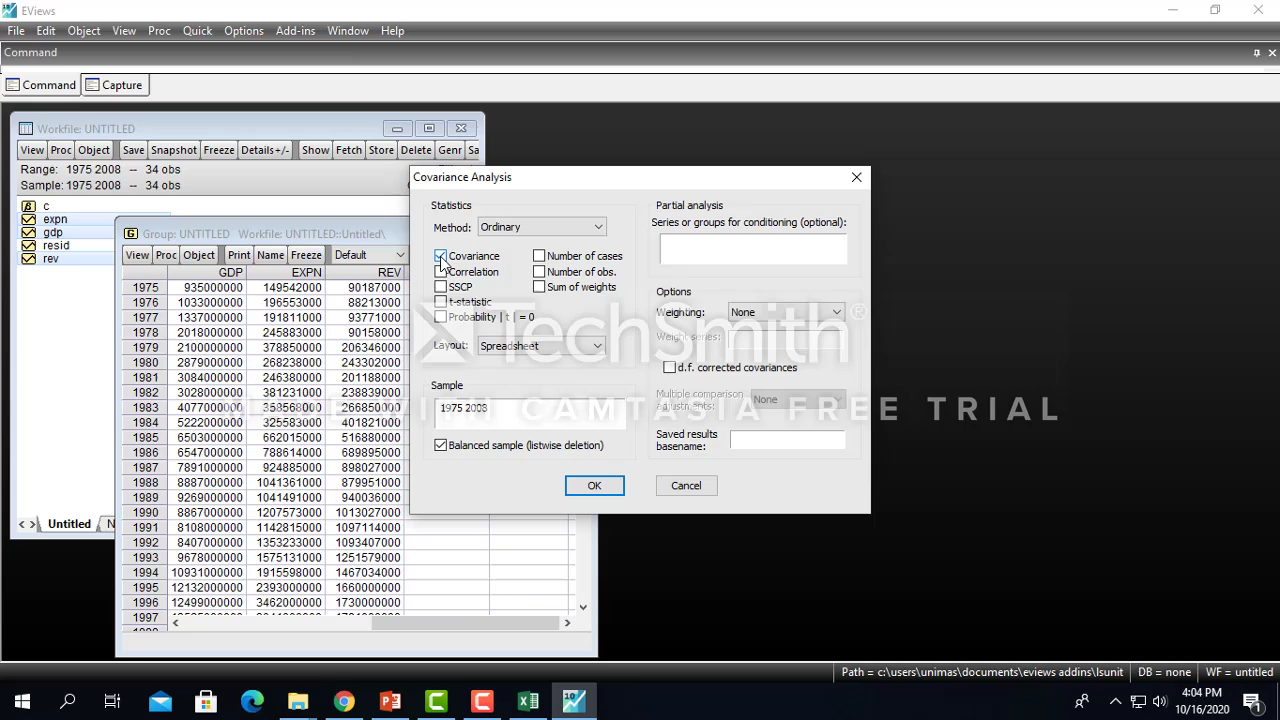 EViews
File Edit Object View Proc Quick Options Add-ins Window Help
Command
Command Capture
Workfile: UNTITLED
View Proc Object Save Snapshot Freeze Details+/- Show Fetch Store Delete Genr Sa
Range: 1975 2008 -- 34 obs
Sample: 1975 2008 -- 34 obs
c
expn
gdp
resid
rev
Untitled
Group: UNTITLED Workfile: UNTITLED::Untitled\
View Proc Object Print Name Freeze Default
GDP EXPN REV
1975 935000000 149542000 90187000
1976 1033000000 196553000 88213000
1977 1337000000 191811000 93771000
1978 2018000000 245883000 90158000
1979 2100000000 378850000 206346000
1980 2879000000 268238000 243302000
1981 3084000000 246380000 201188000
1982 3028000000 381231000 238839000
1983 4077000000 358568000 266850000
1984 5222000000 325583000 401821000
1985 6503000000 662015000 516880000
1986 6547000000 788614000 689895000
1987 7891000000 924885000 898027000
1988 8887000000 1041361000
1989 9269000000 1041491000 940036000
1990 8867000000 1207573000 1013027000
1991 8108000000 1142815000 1097114000
1992 8407000000 1353233000 1093407000
1993 9678000000 1575131000 1251579000
1994 10931000000 1915598000 1467034000
1995 12132000000 2393000000 1660000000
1996 12499000000 3462000000 1730000000
1997
Covariance Analysis
Statistics
Method: Ordinary
Covariance Number of cases
Correlation Number of obs.
SSCP Sum of weights
t-statistic
Probability | t | = 0
Layout: Spreadsheet
Sample
1975 2008
Balanced sample (listwise deletion)
Partial analysis
Series or groups for conditioning (optional):
Options
Weighting: None
Weight series:
d.f. corrected covariances
Multiple comparison adjustments: None
Saved results
basename:
OK Cancel
TechSmith ®
CAMTASIA FREE TRIAL
Path = c:\users\unimas\documents\eviews addins\lsunit DB = none WF = untitled
4:04 PM
10/16/2020